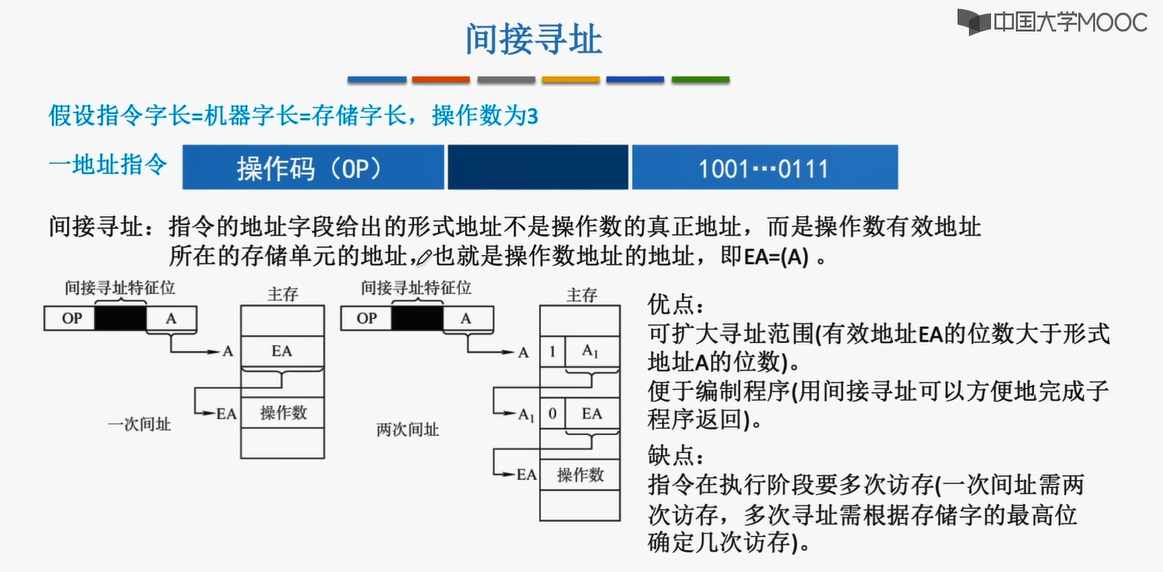 中国大学MOOC
间接寻址
假设指令字长=机器字长=存储字长，操作数为3
一地址指令
操作码（OP）
1001…0111
间接寻址：指令的地址字段给出的形式地址不是操作数的真正地址，而是操作数有效地址
所在的存储单元的地址，也就是操作数地址的地址，即EA=(A) 。
间接寻址特征位
OP
A
主存
A
EA
EA
操作数
一次间址
间接寻址特征位
OP
A
主存
A
1
A1
A1
0
EA
EA
操作数
两次间址
优点：
可扩大寻址范围(有效地址EA的位数大于形式
地址A的位数)。
便于编制程序(用间接寻址可以方便地完成子
程序返回)。
缺点：
指令在执行阶段要多次访存(一次间址需两
次访存，多次寻址需根据存储字的最高位
确定几次访存)。